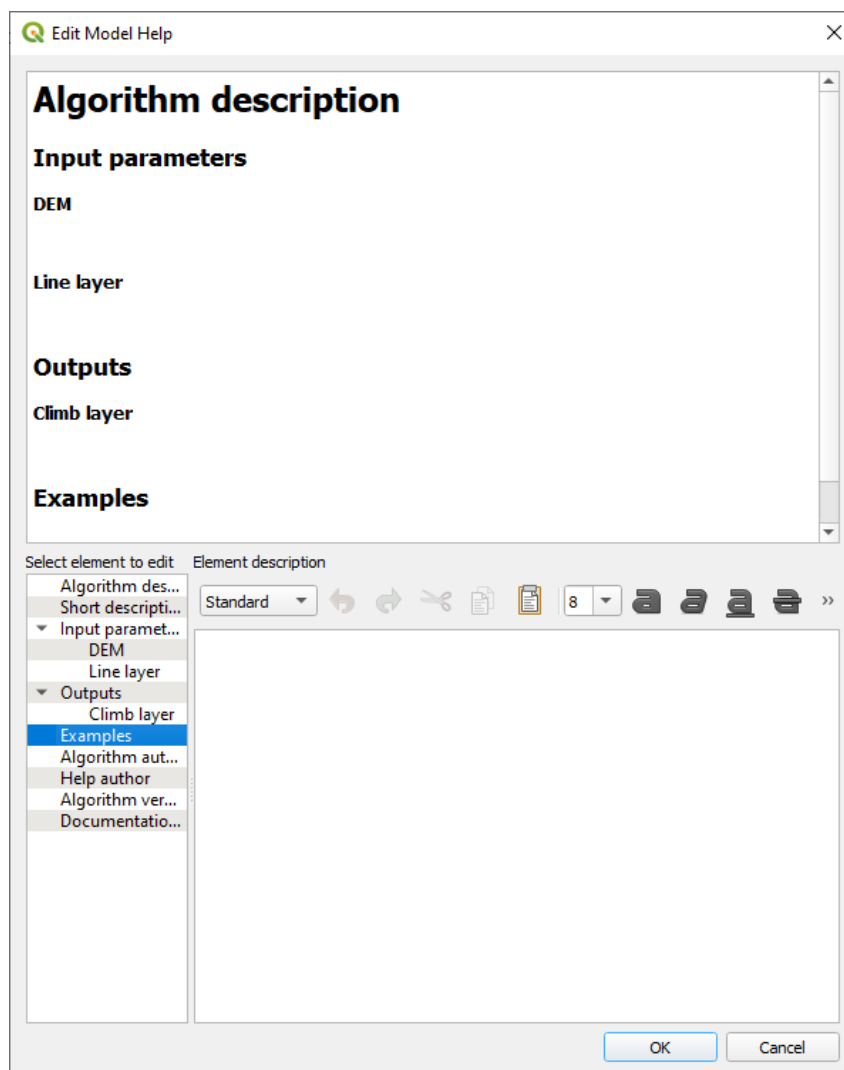 Edit Model Help
Algorithm description
Input parameters
DEM
Line layer
Outputs
Climb layer
Examples
Select element to edit Element description
Algorithm des...
Short descripti...
Input paramet...
DEM
Line layer
Outputs
Climb layer
Examples
Algorithm aut...
Help author
Algorithm ver...
Documentatio...
Standard 8 a a a a »
OK Cancel